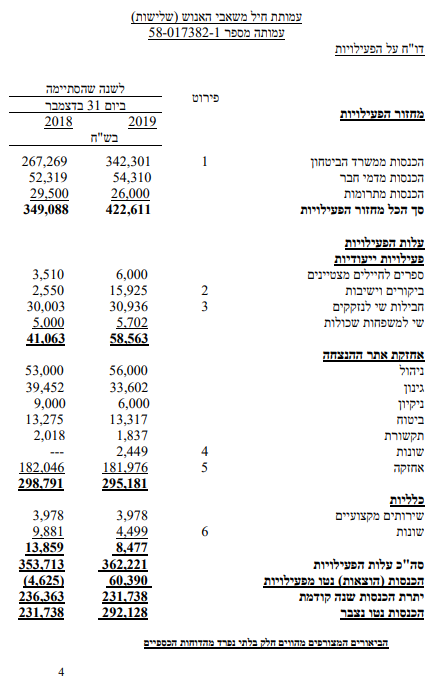 עמותת חיל משאבי האנוש (שלישות)
עמותה מספר 58-017382-1
דו"ח על הפעילויות
לשנה שהסתיימה
פירוט ביום 31 בדצמבר
מחזור הפעילויות 2019 2018
בש"ח
הכנסות ממשרד הביטחון 1 342,301 267,269
הכנסות מדמי חבר 54,310 52,319
הכנסות מתרומות 26,000 29,500
סך הכל מחזור הפעילויות 422,611 349,088
עלות הפעילויות
פעילויות ייעודיות
ספרים לחיילים מצטיינים 6,000 3,510
ביקורים וישיבות 2 15,925 2,550
חבילות שי לנזקקים 3 30,936 30,003
שי למשפחות שכולות 5,702 5,000
58,563 41,063
אחזקת אתר ההנצחה
ניהול 56,000 53,000
גינון 33,602 39,452
ניקיון 6,000 9,000
ביטוח 13,317 13,275
תקשורת 1,837 2,018
שונות 4 2,449 ---
אחזקה 5 181,976 182,046
295,181 298,791
כלליות
שירותים מקצועיים 3,978 3,978
שונות 6 4,499 9,881
8,477 13,859
סה"כ עלות הפעילויות 362,221 353,713
הכנסות (הוצאות) נטו מפעילויות 60,390 (4,625)
יתרת הכנסות שנה קודמת 231,738 236,363
הכנסות נטו נצבר 292,128 231,738
הביאורים המצורפים מהווים חלק בלתי נפרד מהדוחות הכספיים
4